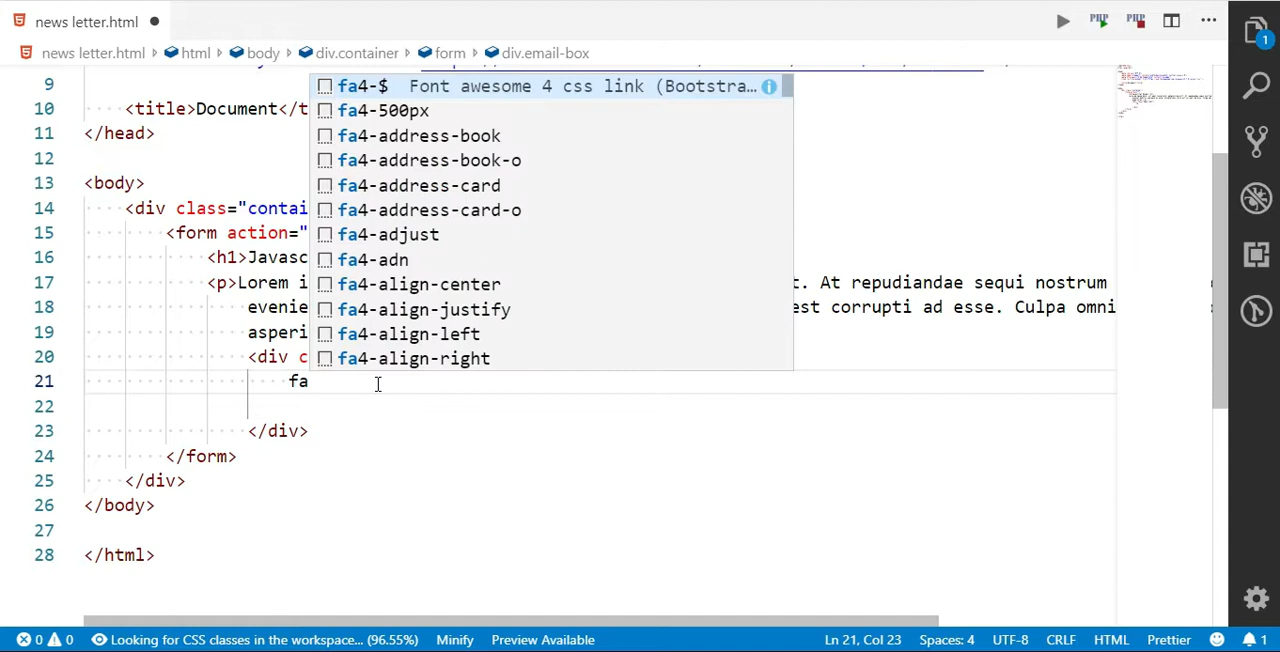 news letter.html
news letter.html html body div.container form div.email-box
9
10 <title>Document</t
11 </head>
12
13 <body>
14 <div class="contai
15 <form action="
16 <h1>Javasc
17 <p>Lorem i t. At repudiandae sequi nostrum
18 evenie est corrupti ad esse. Culpa omni
19 asperi
20 <div c
21 fa
22
23 </div>
24 </form>
25 </div>
26 </body>
27
28 </html>
fa4-$ Font awesome 4 css link (Bootstra…
fa4-500px
fa4-address-book
fa4-address-book-o
fa4-address-card
fa4-address-card-o
fa4-adjust
fa4-adn
fa4-align-center
fa4-align-justify
fa4-align-left
fa4-align-right
PHP PHP
1
0 0 Looking for CSS classes in the workspace... (96.55%) Minify Preview Available Ln 21, Col 23 Spaces: 4 UTF-8 CRLF HTML Prettier 1